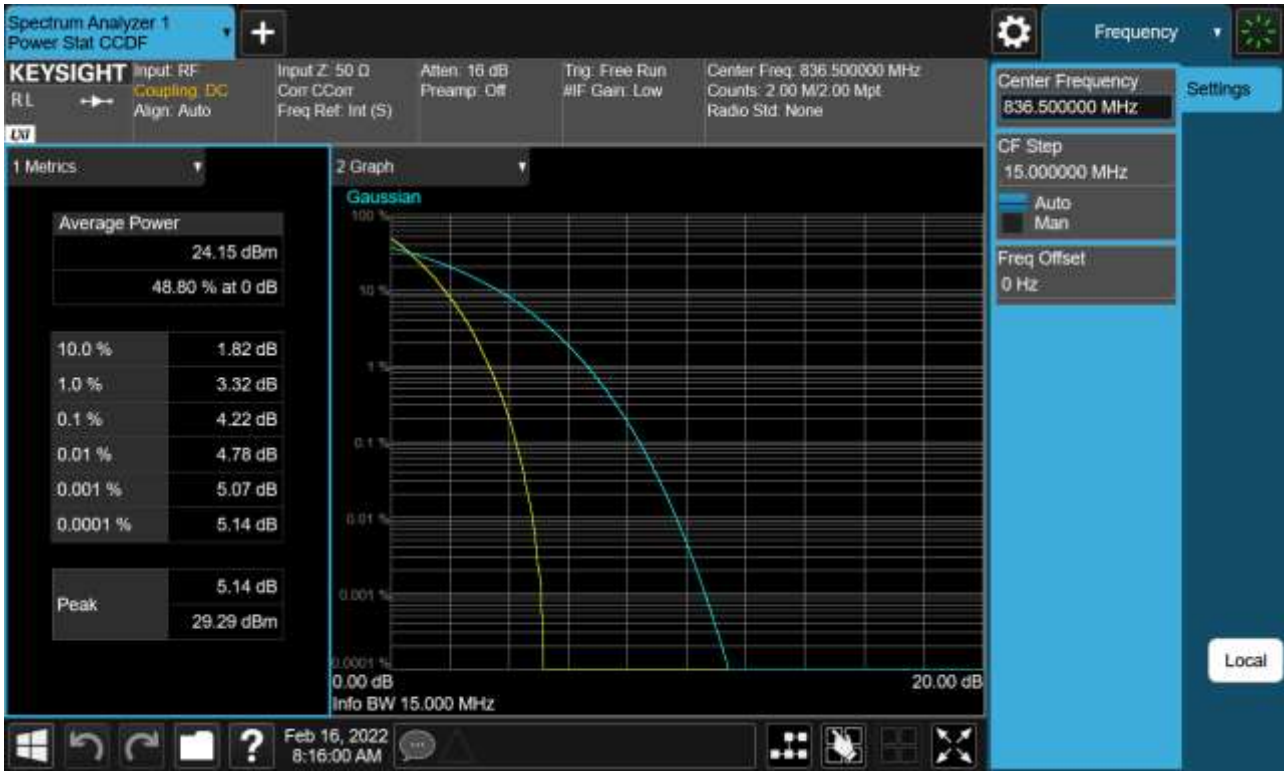 Spectrum Analyzer 1
Power Stat CCDF
+
Frequency
KEYSIGHT
RL
LXI
Input: RF
Coupling: DC
Align: Auto
Input Z: 50 Ω
Corr CCorr
Freq Ref: Int (S)
Atten: 16 dB
Preamp: Off
Trig: Free Run
#IF Gain: Low
Center Freq: 836.500000 MHz
Counts: 2.00 M/2.00 Mpt
Radio Std: None
Center Frequency
836.500000 MHz
Settings
CF Step
15.000000 MHz
Auto
Man
Freq Offset
0 Hz
Local
1 Metrics
Average Power
24.15 dBm
48.80 % at 0 dB
10.0 % 1.82 dB
1.0 % 3.32 dB
0.1 % 4.22 dB
0.01 % 4.78 dB
0.001 % 5.07 dB
0.0001 % 5.14 dB
Peak
5.14 dB
29.29 dBm
2 Graph
Gaussian
100 %
10 %
1 %
0.1 %
0.01 %
0.001 %
0.0001 %
0.00 dB 20.00 dB
Info BW 15.000 MHz
?
Feb 16, 2022
8:16:00 AM